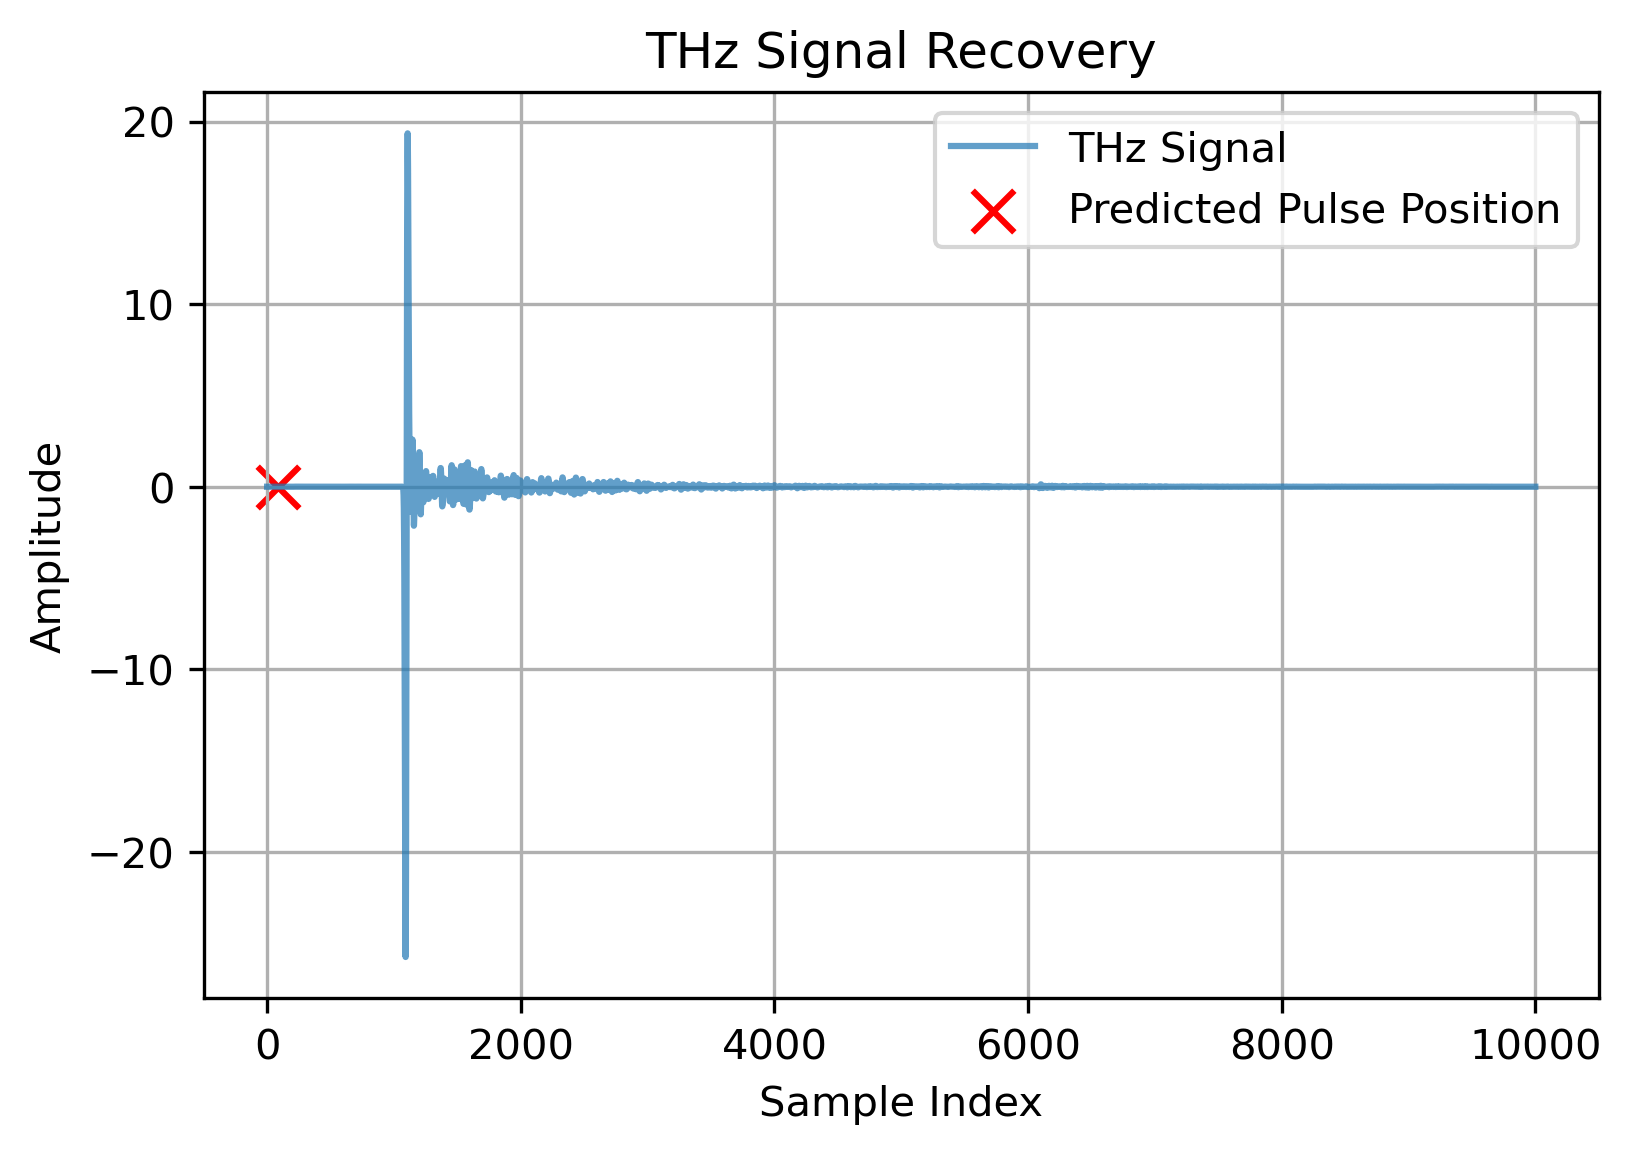 THz Signal Recovery
THz Signal
Predicted Pulse Position
20
10
0
−10
−20
Amplitude
0 2000 4000 6000 8000 10000
Sample Index